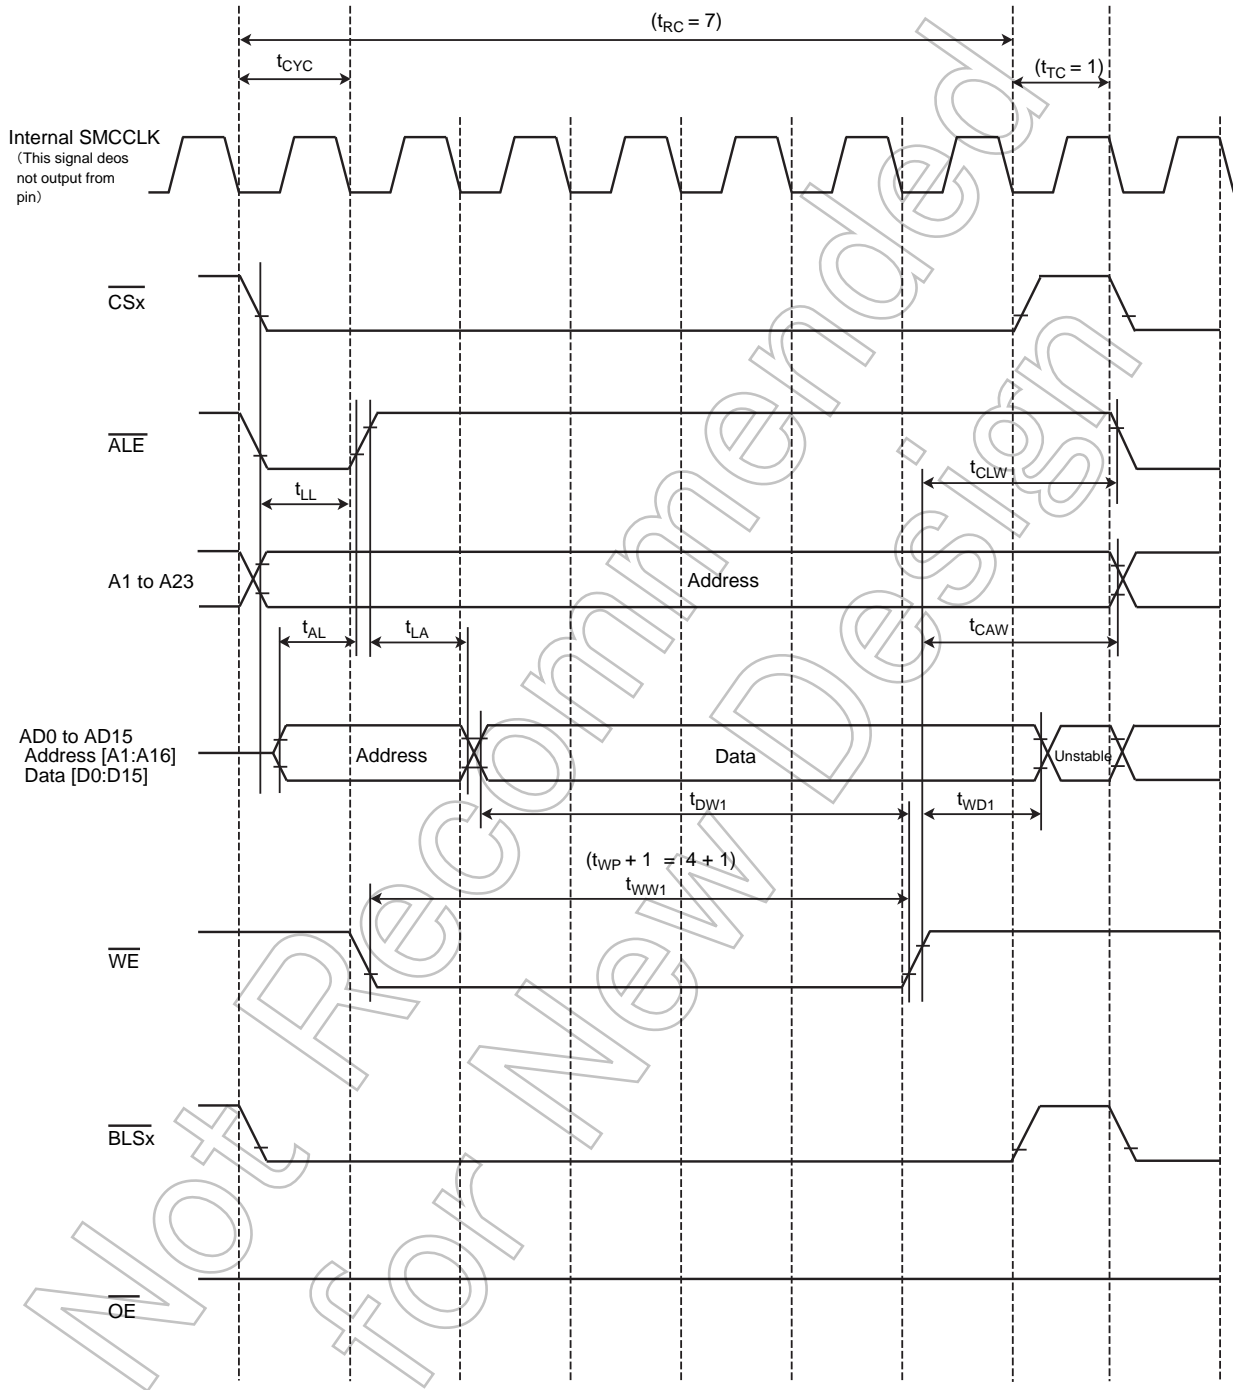 (tRC = 7)
tCYC
(tTC = 1)
Internal SMCCLK
(This signal deos
not output from
pin)
CSx
ALE
tLL
tCLW
A1 to A23
Address
tAL
tLA
tCAW
AD0 to AD15
Address [A1:A16]
Data [D0:D15]
Address
Data
Unstable
tDW1
tWD1
(tWP + 1 = 4 + 1)
tWW1
WE
BLSx
OE
Not Recommended
for New Design